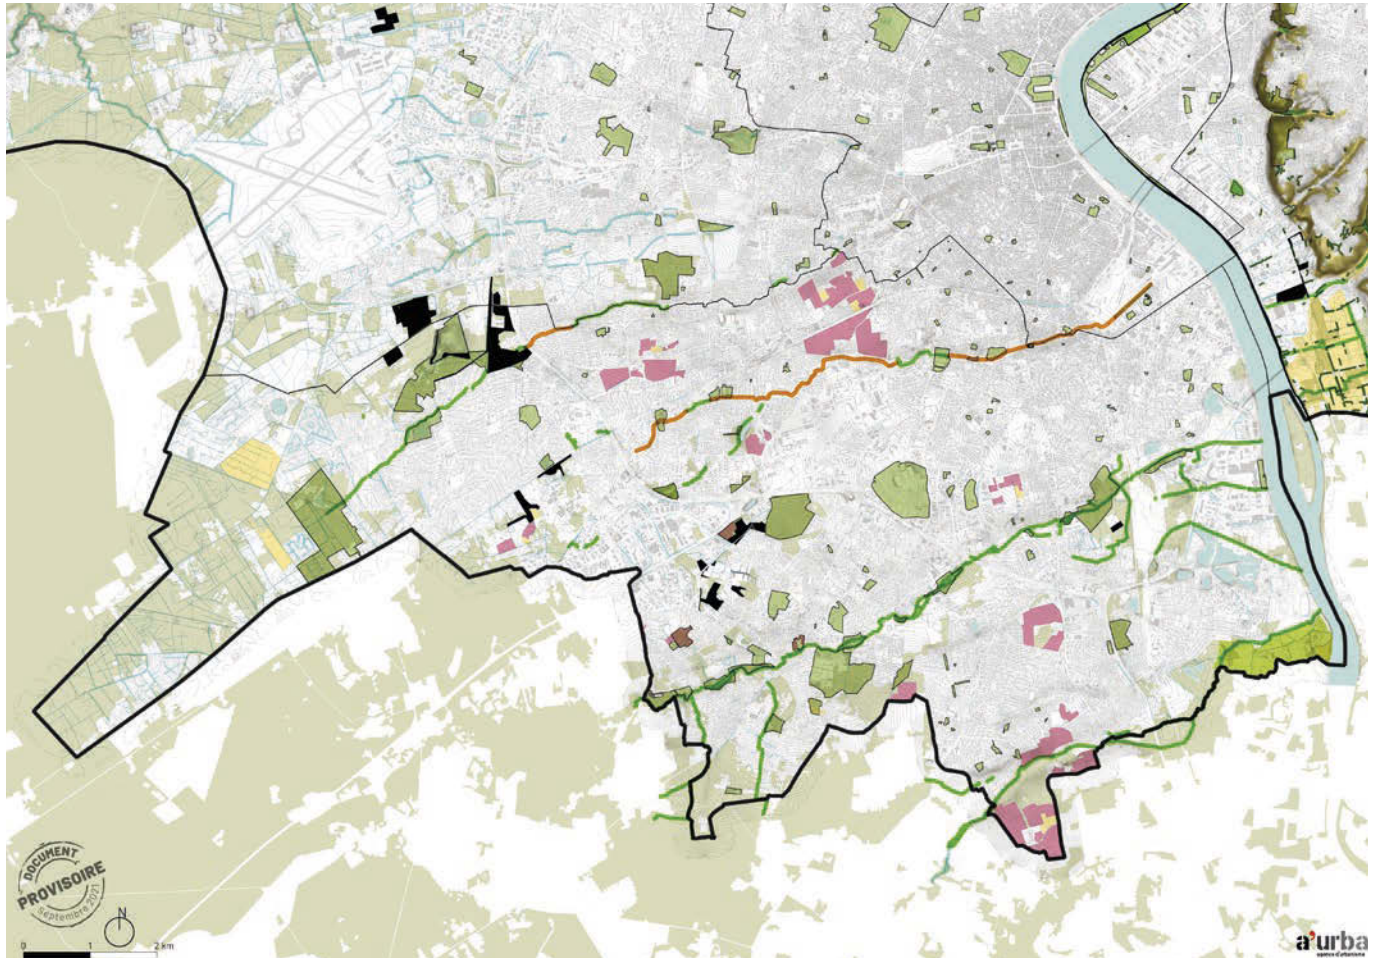 DOCUMENT
PROVISOIRE
Septembre 2021
N
0 1 2 km
a'urba
agence d'urbanisme